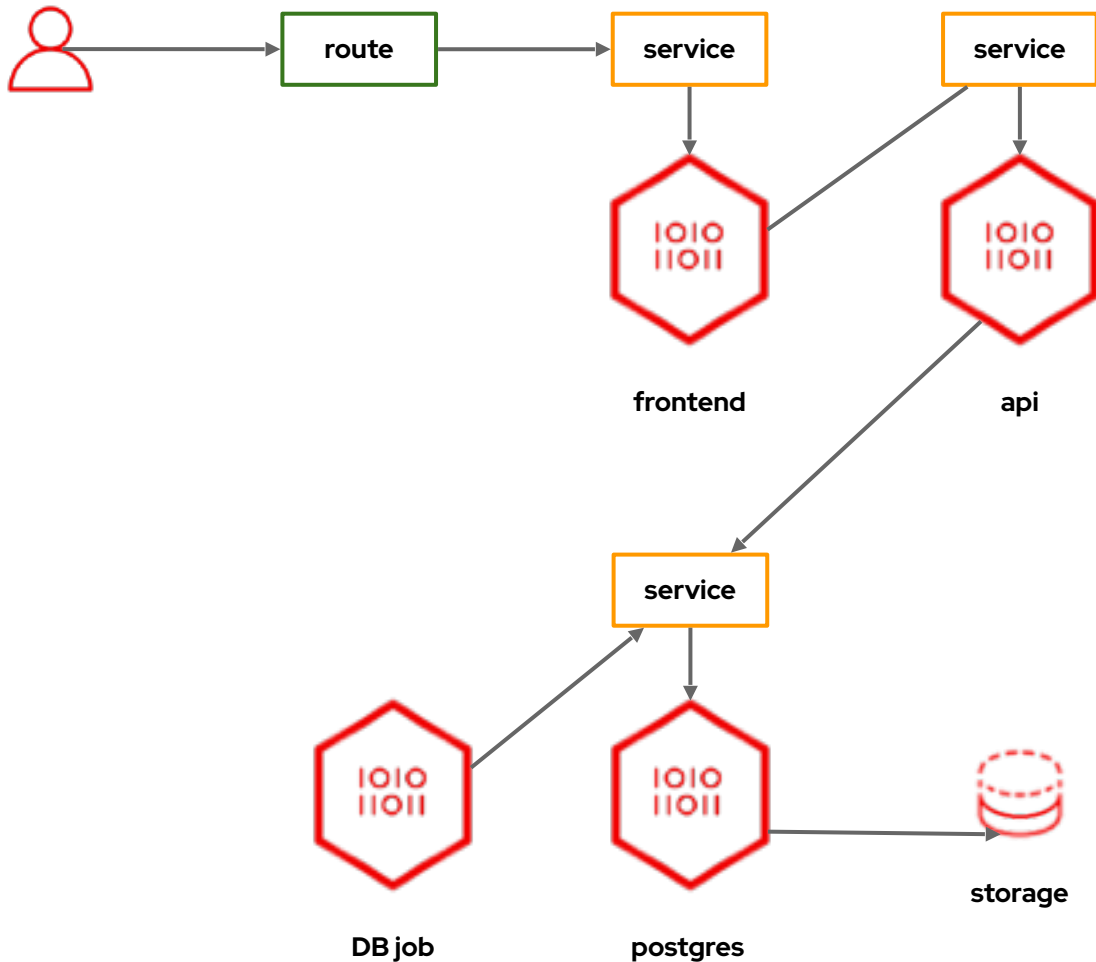 route
service
service
1010
11011
1010
11011
frontend
api
service
1010
11011
1010
11011
storage
DB job
postgres